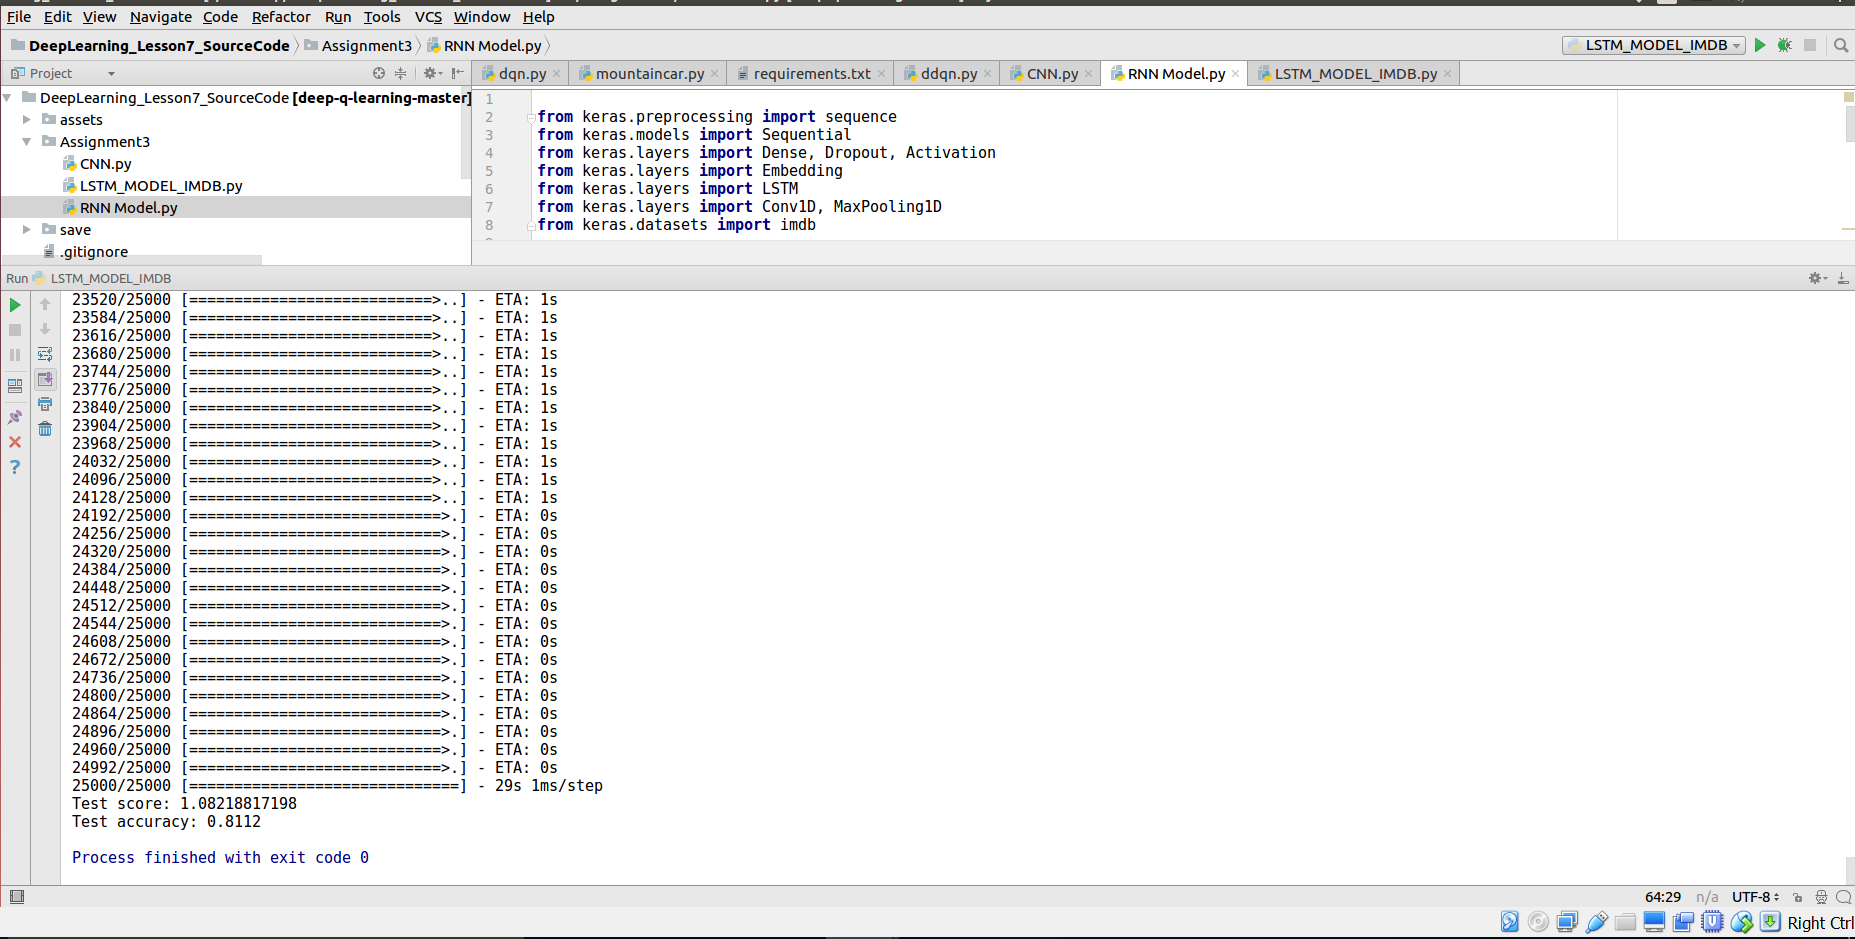 File Edit View Navigate Code Refactor Run Tools VCS Window Help
DeepLearning_Lesson7_SourceCode Assignment3 RNN Model.py
LSTM_MODEL_IMDB
Project
dqn.py mountaincar.py requirements.txt ddqn.py CNN.py RNN Model.py LSTM_MODEL_IMDB.py
DeepLearning_Lesson7_SourceCode [deep-q-learning-master]
assets
Assignment3
CNN.py
LSTM_MODEL_IMDB.py
RNN Model.py
save
.gitignore
1
2 from keras.preprocessing import sequence
3 from keras.models import Sequential
4 from keras.layers import Dense, Dropout, Activation
5 from keras.layers import Embedding
6 from keras.layers import LSTM
7 from keras.layers import Conv1D, MaxPooling1D
8 from keras.datasets import imdb
Run LSTM_MODEL_IMDB
23520/25000 [===========================>..] - ETA: 1s
23584/25000 [===========================>..] - ETA: 1s
23616/25000 [===========================>..] - ETA: 1s
23680/25000 [===========================>..] - ETA: 1s
23744/25000 [===========================>..] - ETA: 1s
23776/25000 [===========================>..] - ETA: 1s
23840/25000 [===========================>..] - ETA: 1s
23904/25000 [===========================>..] - ETA: 1s
23968/25000 [===========================>..] - ETA: 1s
24032/25000 [===========================>..] - ETA: 1s
24096/25000 [===========================>..] - ETA: 1s
24128/25000 [===========================>..] - ETA: 1s
24192/25000 [============================>.] - ETA: 0s
24256/25000 [============================>.] - ETA: 0s
24320/25000 [============================>.] - ETA: 0s
24384/25000 [============================>.] - ETA: 0s
24448/25000 [============================>.] - ETA: 0s
24512/25000 [============================>.] - ETA: 0s
24544/25000 [============================>.] - ETA: 0s
24608/25000 [============================>.] - ETA: 0s
24672/25000 [============================>.] - ETA: 0s
24736/25000 [============================>.] - ETA: 0s
24800/25000 [============================>.] - ETA: 0s
24864/25000 [============================>.] - ETA: 0s
24896/25000 [============================>.] - ETA: 0s
24960/25000 [============================>.] - ETA: 0s
24992/25000 [============================>.] - ETA: 0s
25000/25000 [==============================] - 29s 1ms/step
Test score: 1.08218817198
Test accuracy: 0.8112
Process finished with exit code 0
64:29 n/a UTF-8
Right Ctrl